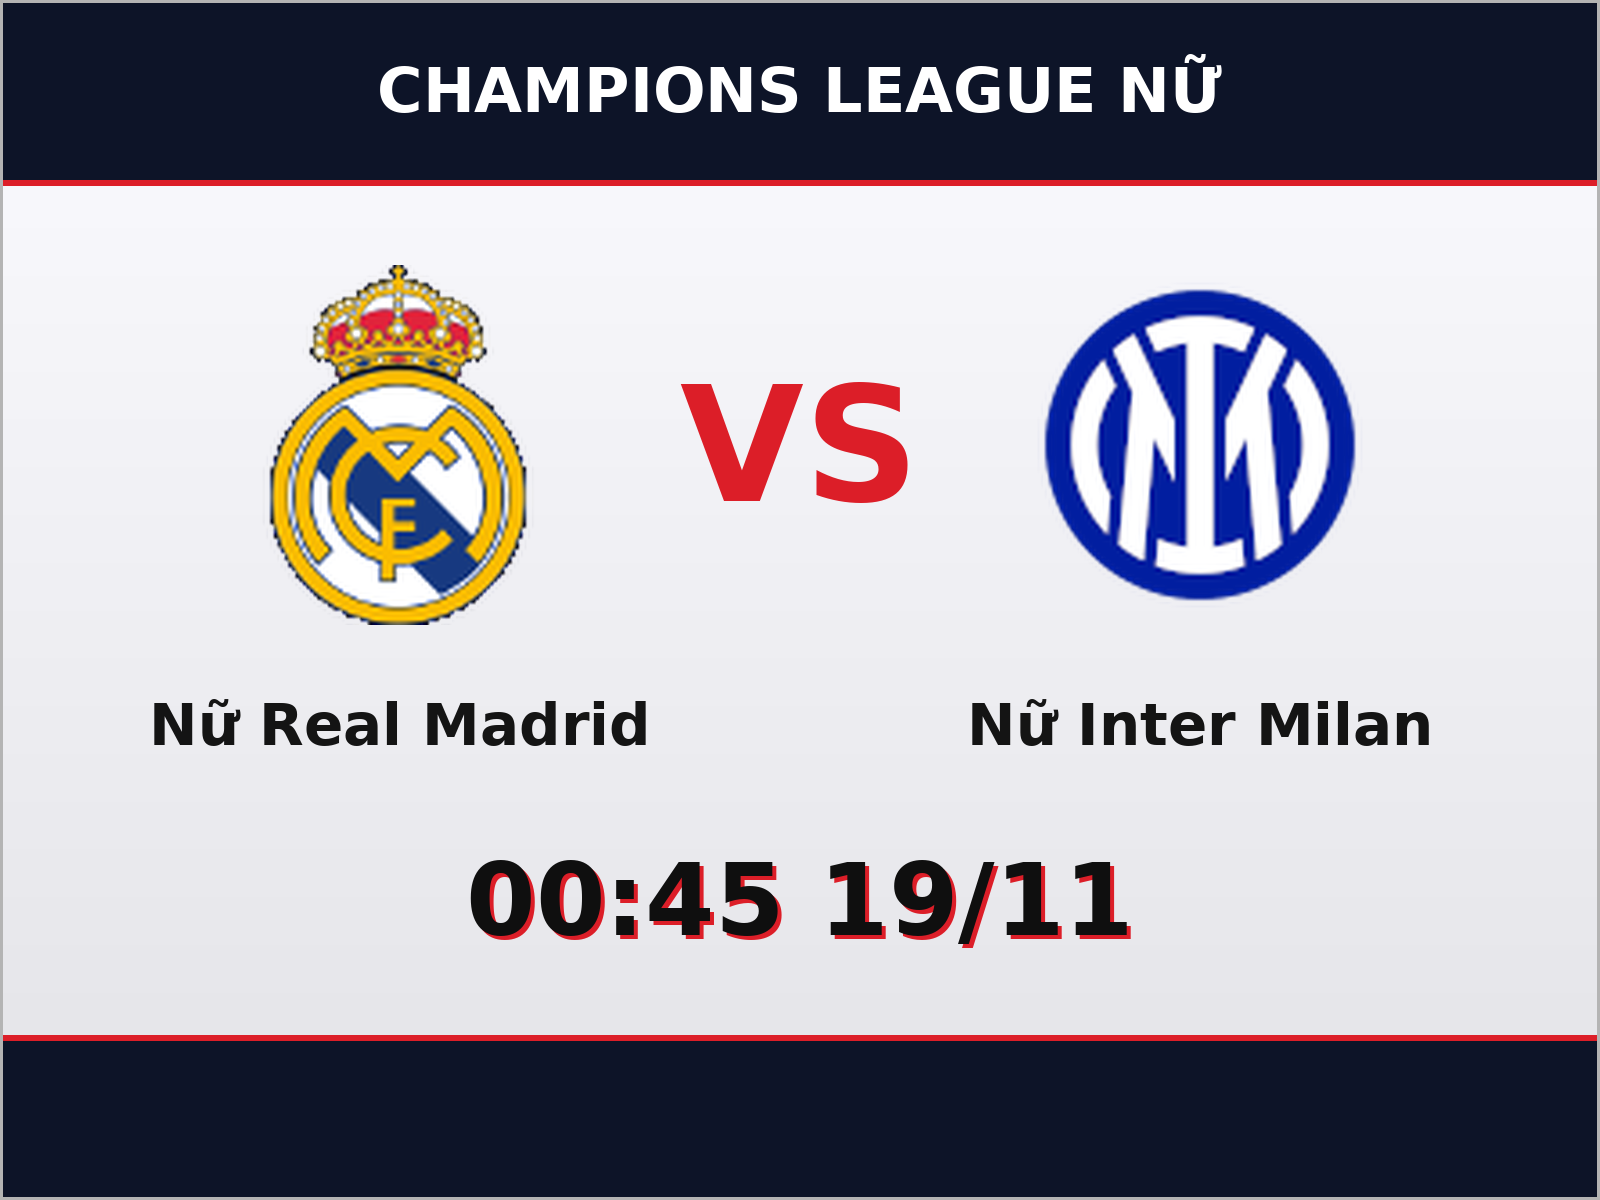 CHAMPIONS LEAGUE NỮ
VS
Nữ Real Madrid
Nữ Inter Milan
00:45 19/11